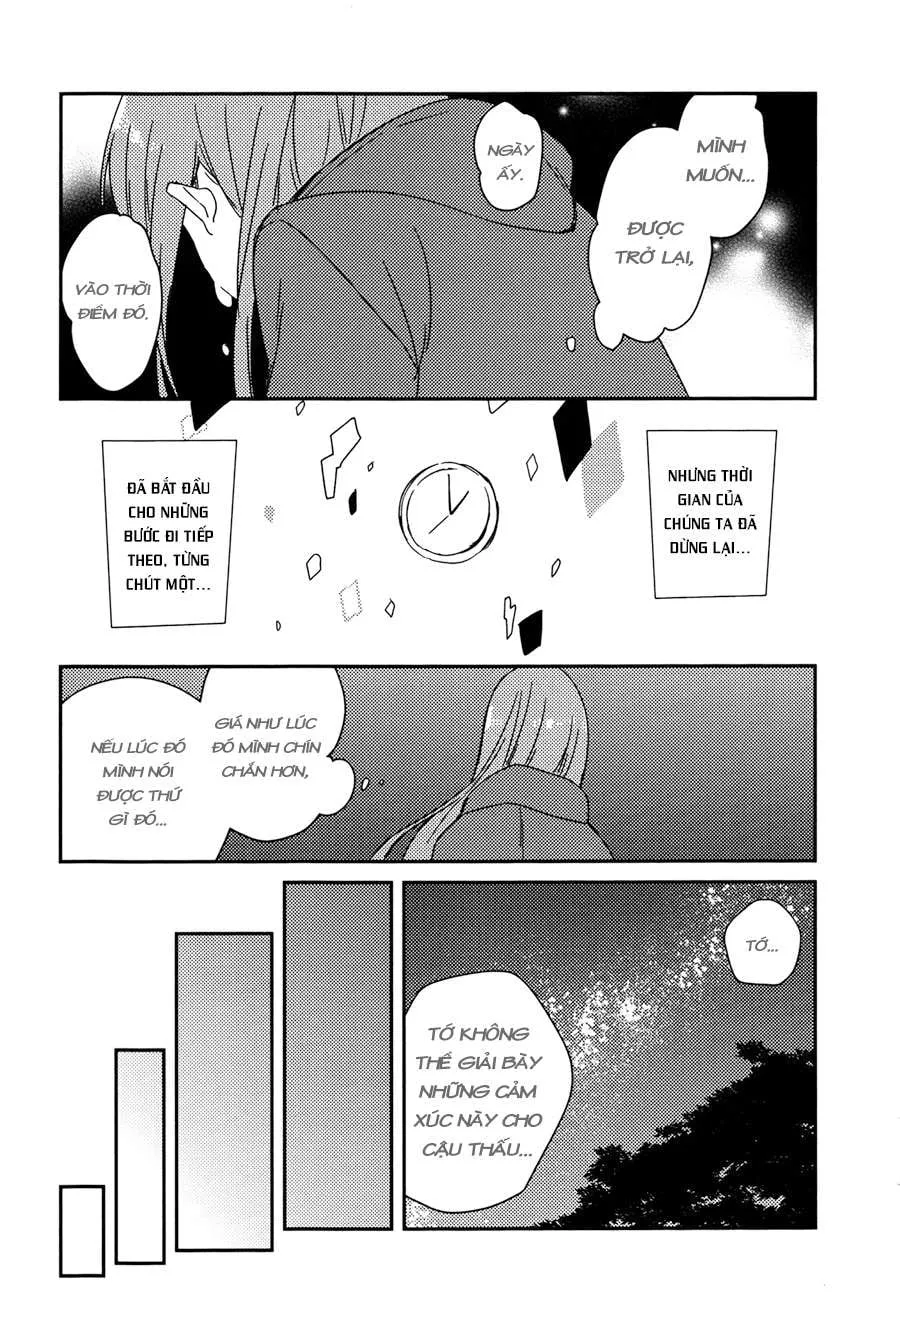 MÌNH
MUỐN...
ĐƯỢC
TRỞ LẠI,
NGÀY
ẤY.
VÀO THỜI
ĐIỂM ĐÓ.
NHƯNG THỜI
GIAN CỦA
CHÚNG TA ĐÃ
DỪNG LẠI...
ĐÃ BẮT ĐẦU
CHO NHỮNG
BƯỚC ĐI TIẾP
THEO, TỪNG
CHÚT MỘT...
GIÁ NHƯ LÚC
ĐÓ MÌNH CHÍN
CHẮN HƠN,
NẾU LÚC ĐÓ
MÌNH NÓI
ĐƯỢC THỨ
GÌ ĐÓ...
TỚ...
TỚ KHÔNG
THỂ GIẢI BÀY
NHỮNG CẢM
XÚC NÀY CHO
CẬU THẤU...